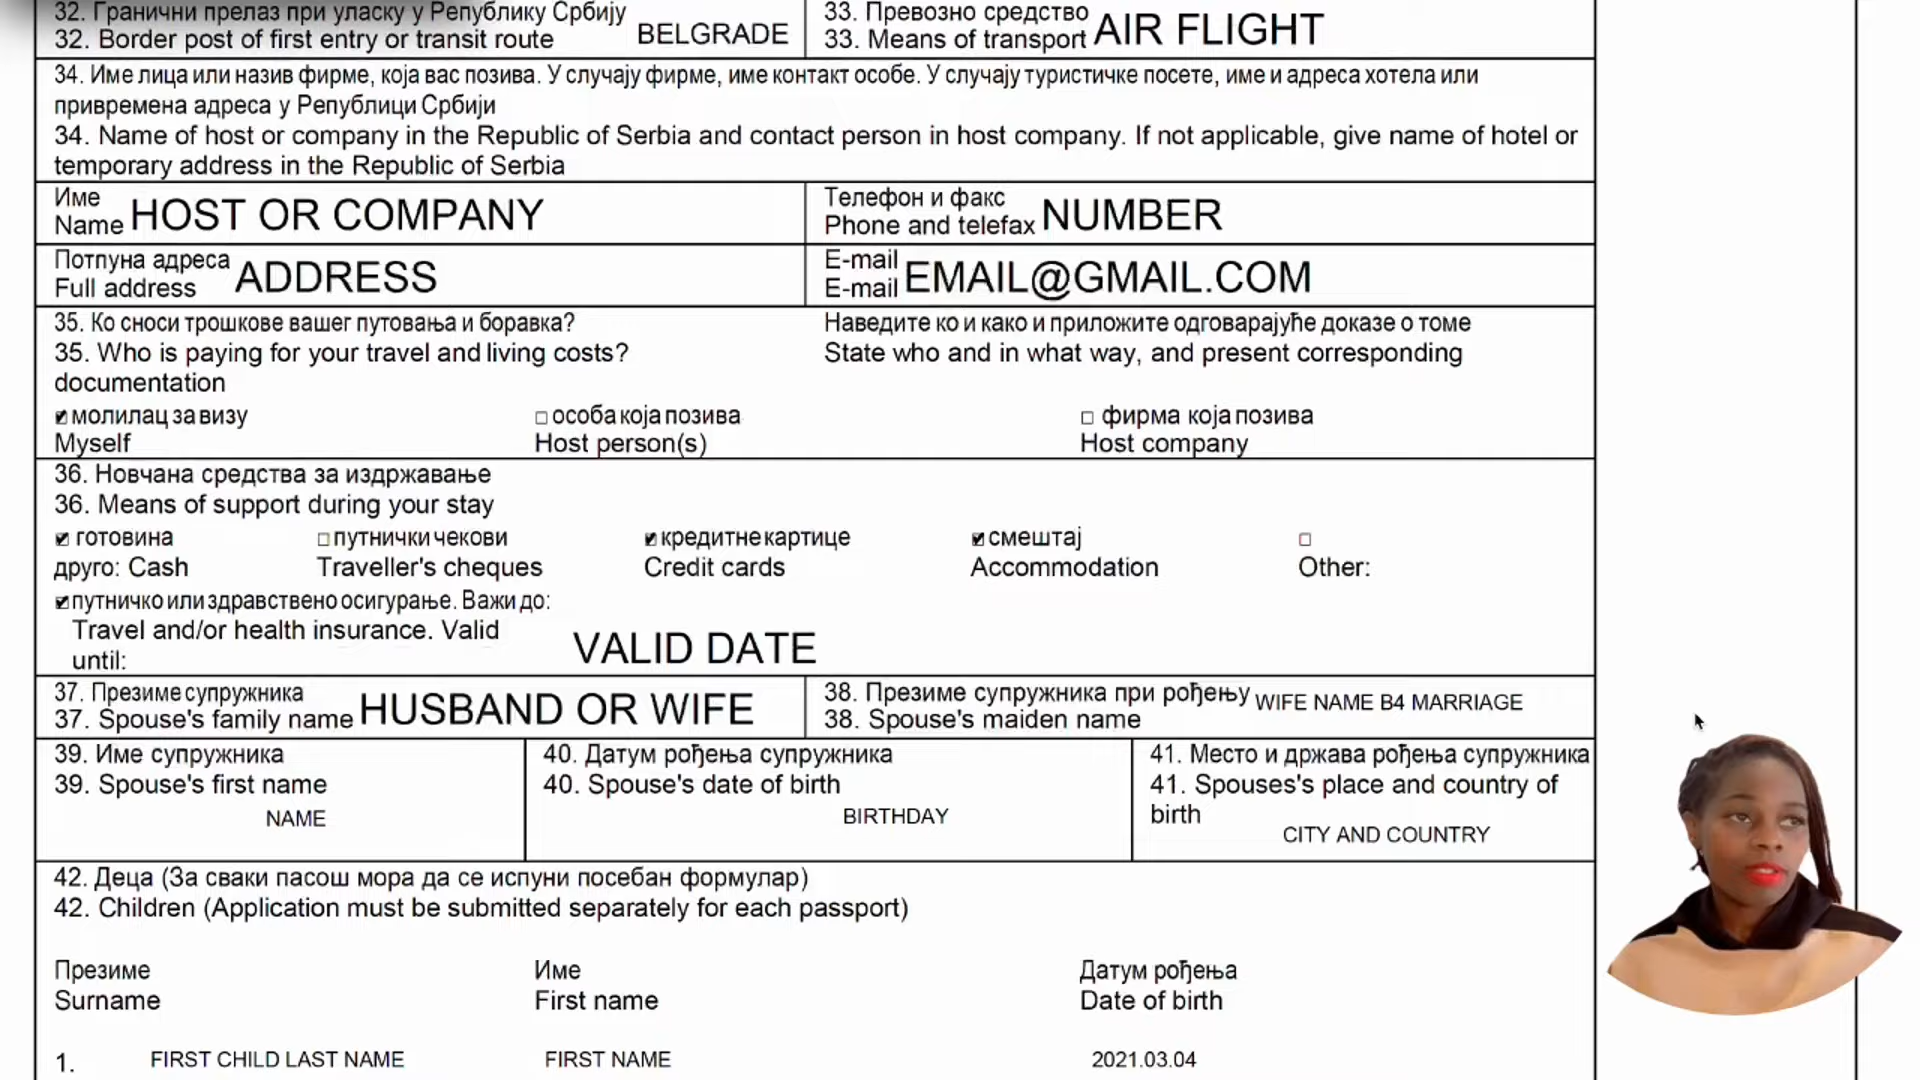 32. Гранични прелаз при уласку у Републику Србију
32. Border post of first entry or transit route BELGRADE
33. Превозно средство
33. Means of transport AIR FLIGHT
34. Име лица или назив фирме, која вас позива. У случају фирме, име контакт особе. У случају туристичке посете, име и адреса хотела или
привремена адреса у Републици Србији
34. Name of host or company in the Republic of Serbia and contact person in host company. If not applicable, give name of hotel or
temporary address in the Republic of Serbia
Име
Name HOST OR COMPANY
Телефон и факс
Phone and telefax NUMBER
Потпуна адреса
Full address ADDRESS
E-mail
E-mail EMAIL@GMAIL.COM
35. Ко сноси трошкове вашег путовања и боравка? Наведите ко и како и приложите одговарајуће доказе о томе
35. Who is paying for your travel and living costs? State who and in what way, and present corresponding
documentation
молилац за визу особа која позива фирма која позива
Myself Host person(s) Host company
36. Новчана средства за издржавање
36. Means of support during your stay
готовина путнички чекови кредитне картице смештај
друго: Cash Traveller's cheques Credit cards Accommodation Other:
путничко или здравствено осигурање. Важи до:
Travel and/or health insurance. Valid
until: VALID DATE
37. Презиме супружника
37. Spouse's family name HUSBAND OR WIFE
38. Презиме супружника при рођењу WIFE NAME B4 MARRIAGE
38. Spouse's maiden name
39. Име супружника
39. Spouse's first name
NAME
40. Датум рођења супружника
40. Spouse's date of birth
BIRTHDAY
41. Место и држава рођења супружника
41. Spouses's place and country of
birth
CITY AND COUNTRY
42. Деца (За сваки пасош мора да се испуни посебан формулар)
42. Children (Application must be submitted separately for each passport)
Презиме Име Датум рођења
Surname First name Date of birth
1. FIRST CHILD LAST NAME FIRST NAME 2021.03.04